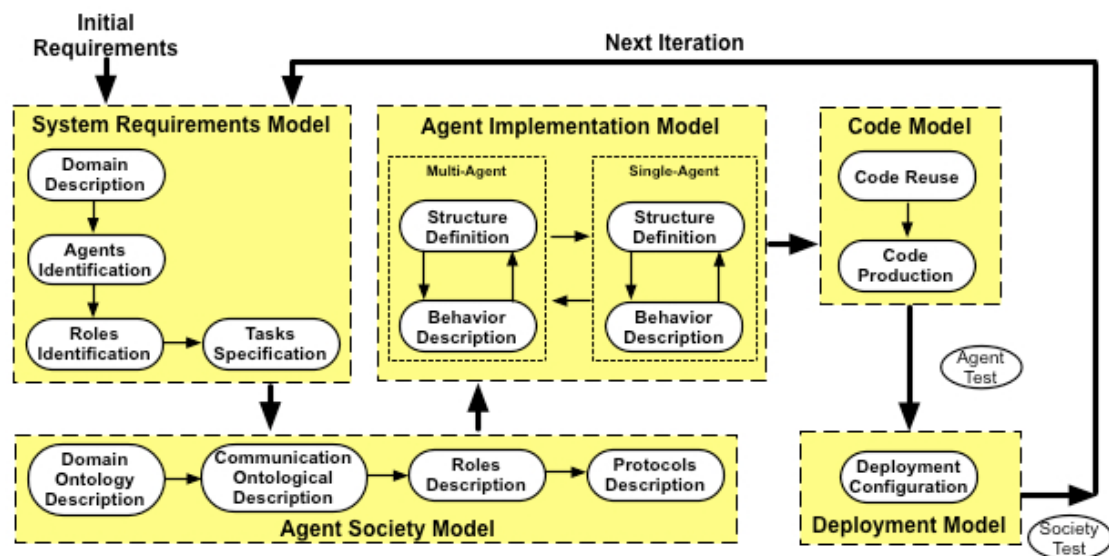 Initial
Requirements
Next Iteration
System Requirements Model
Domain
Description
Agents
Identification
Roles
Identification
Tasks
Specification
Agent Implementation Model
Multi-Agent
Structure
Definition
Behavior
Description
Single-Agent
Structure
Definition
Behavior
Description
Code Model
Code Reuse
Code
Production
Agent
Test
Domain
Ontology
Description
Communication
Ontological
Description
Roles
Description
Protocols
Description
Agent Society Model
Deployment
Configuration
Deployment Model
Society
Test